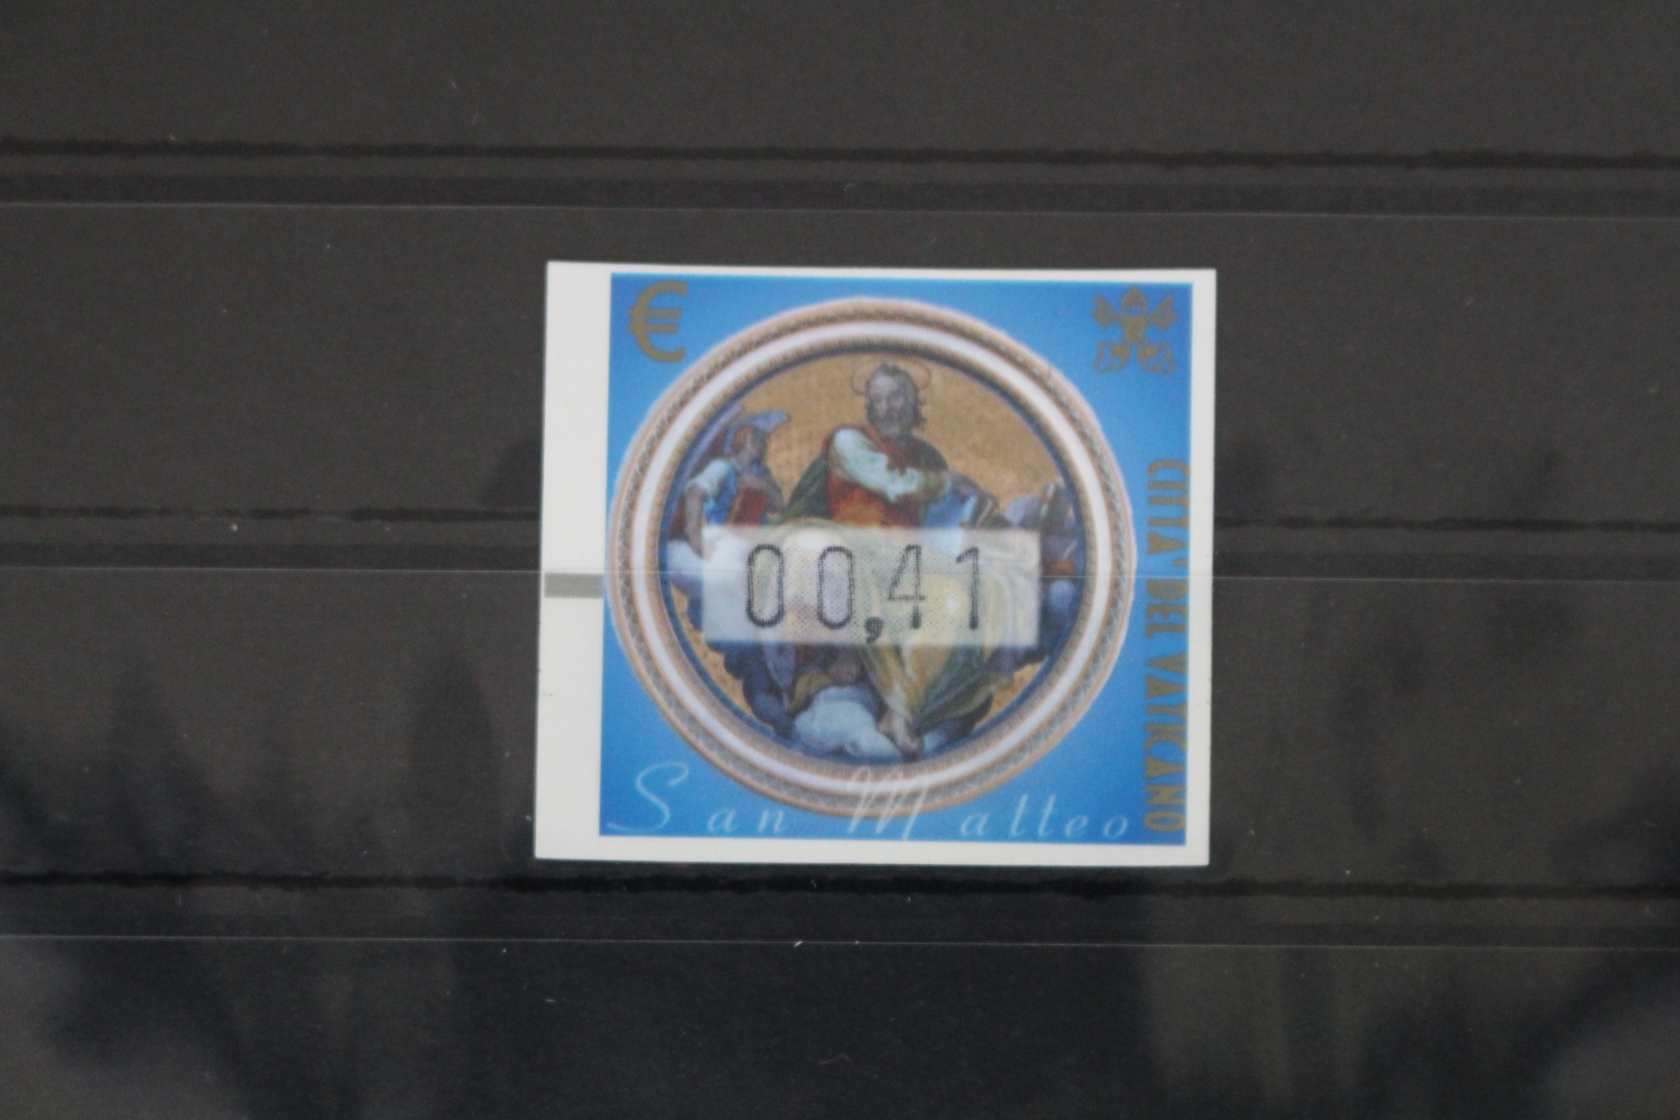 €
00,41
CITTA' DEL VATICANO
San Matteo